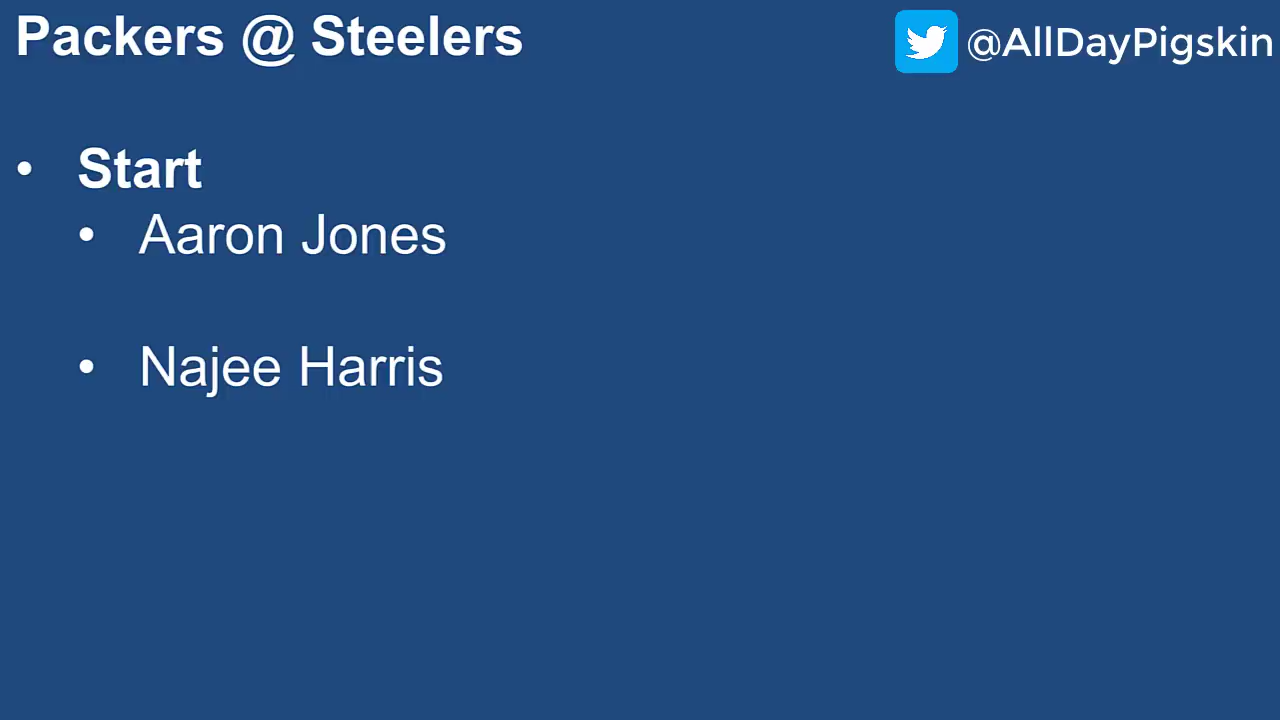 Packers @ Steelers
@AllDayPigskin
• Start
• Aaron Jones
• Najee Harris